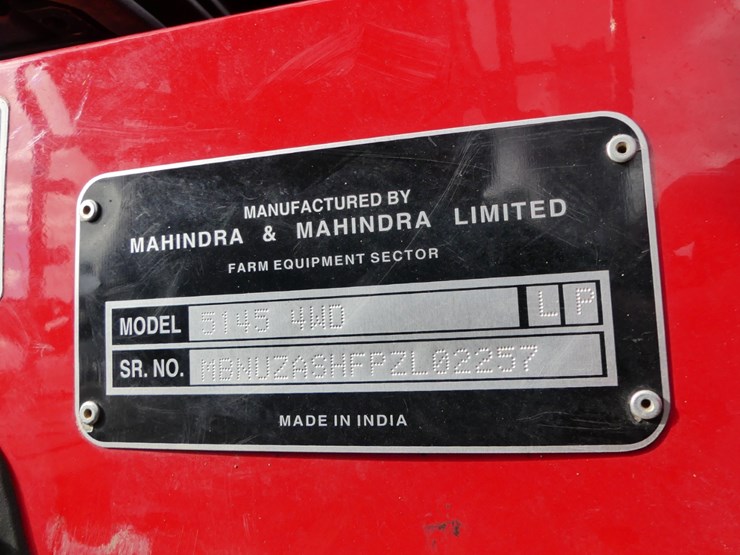 MANUFACTURED BY
MAHINDRA & MAHINDRA LIMITED
FARM EQUIPMENT SECTOR
MODEL 5145 4WD L P
SR. NO. MBNUZASHFPZL02257
MADE IN INDIA